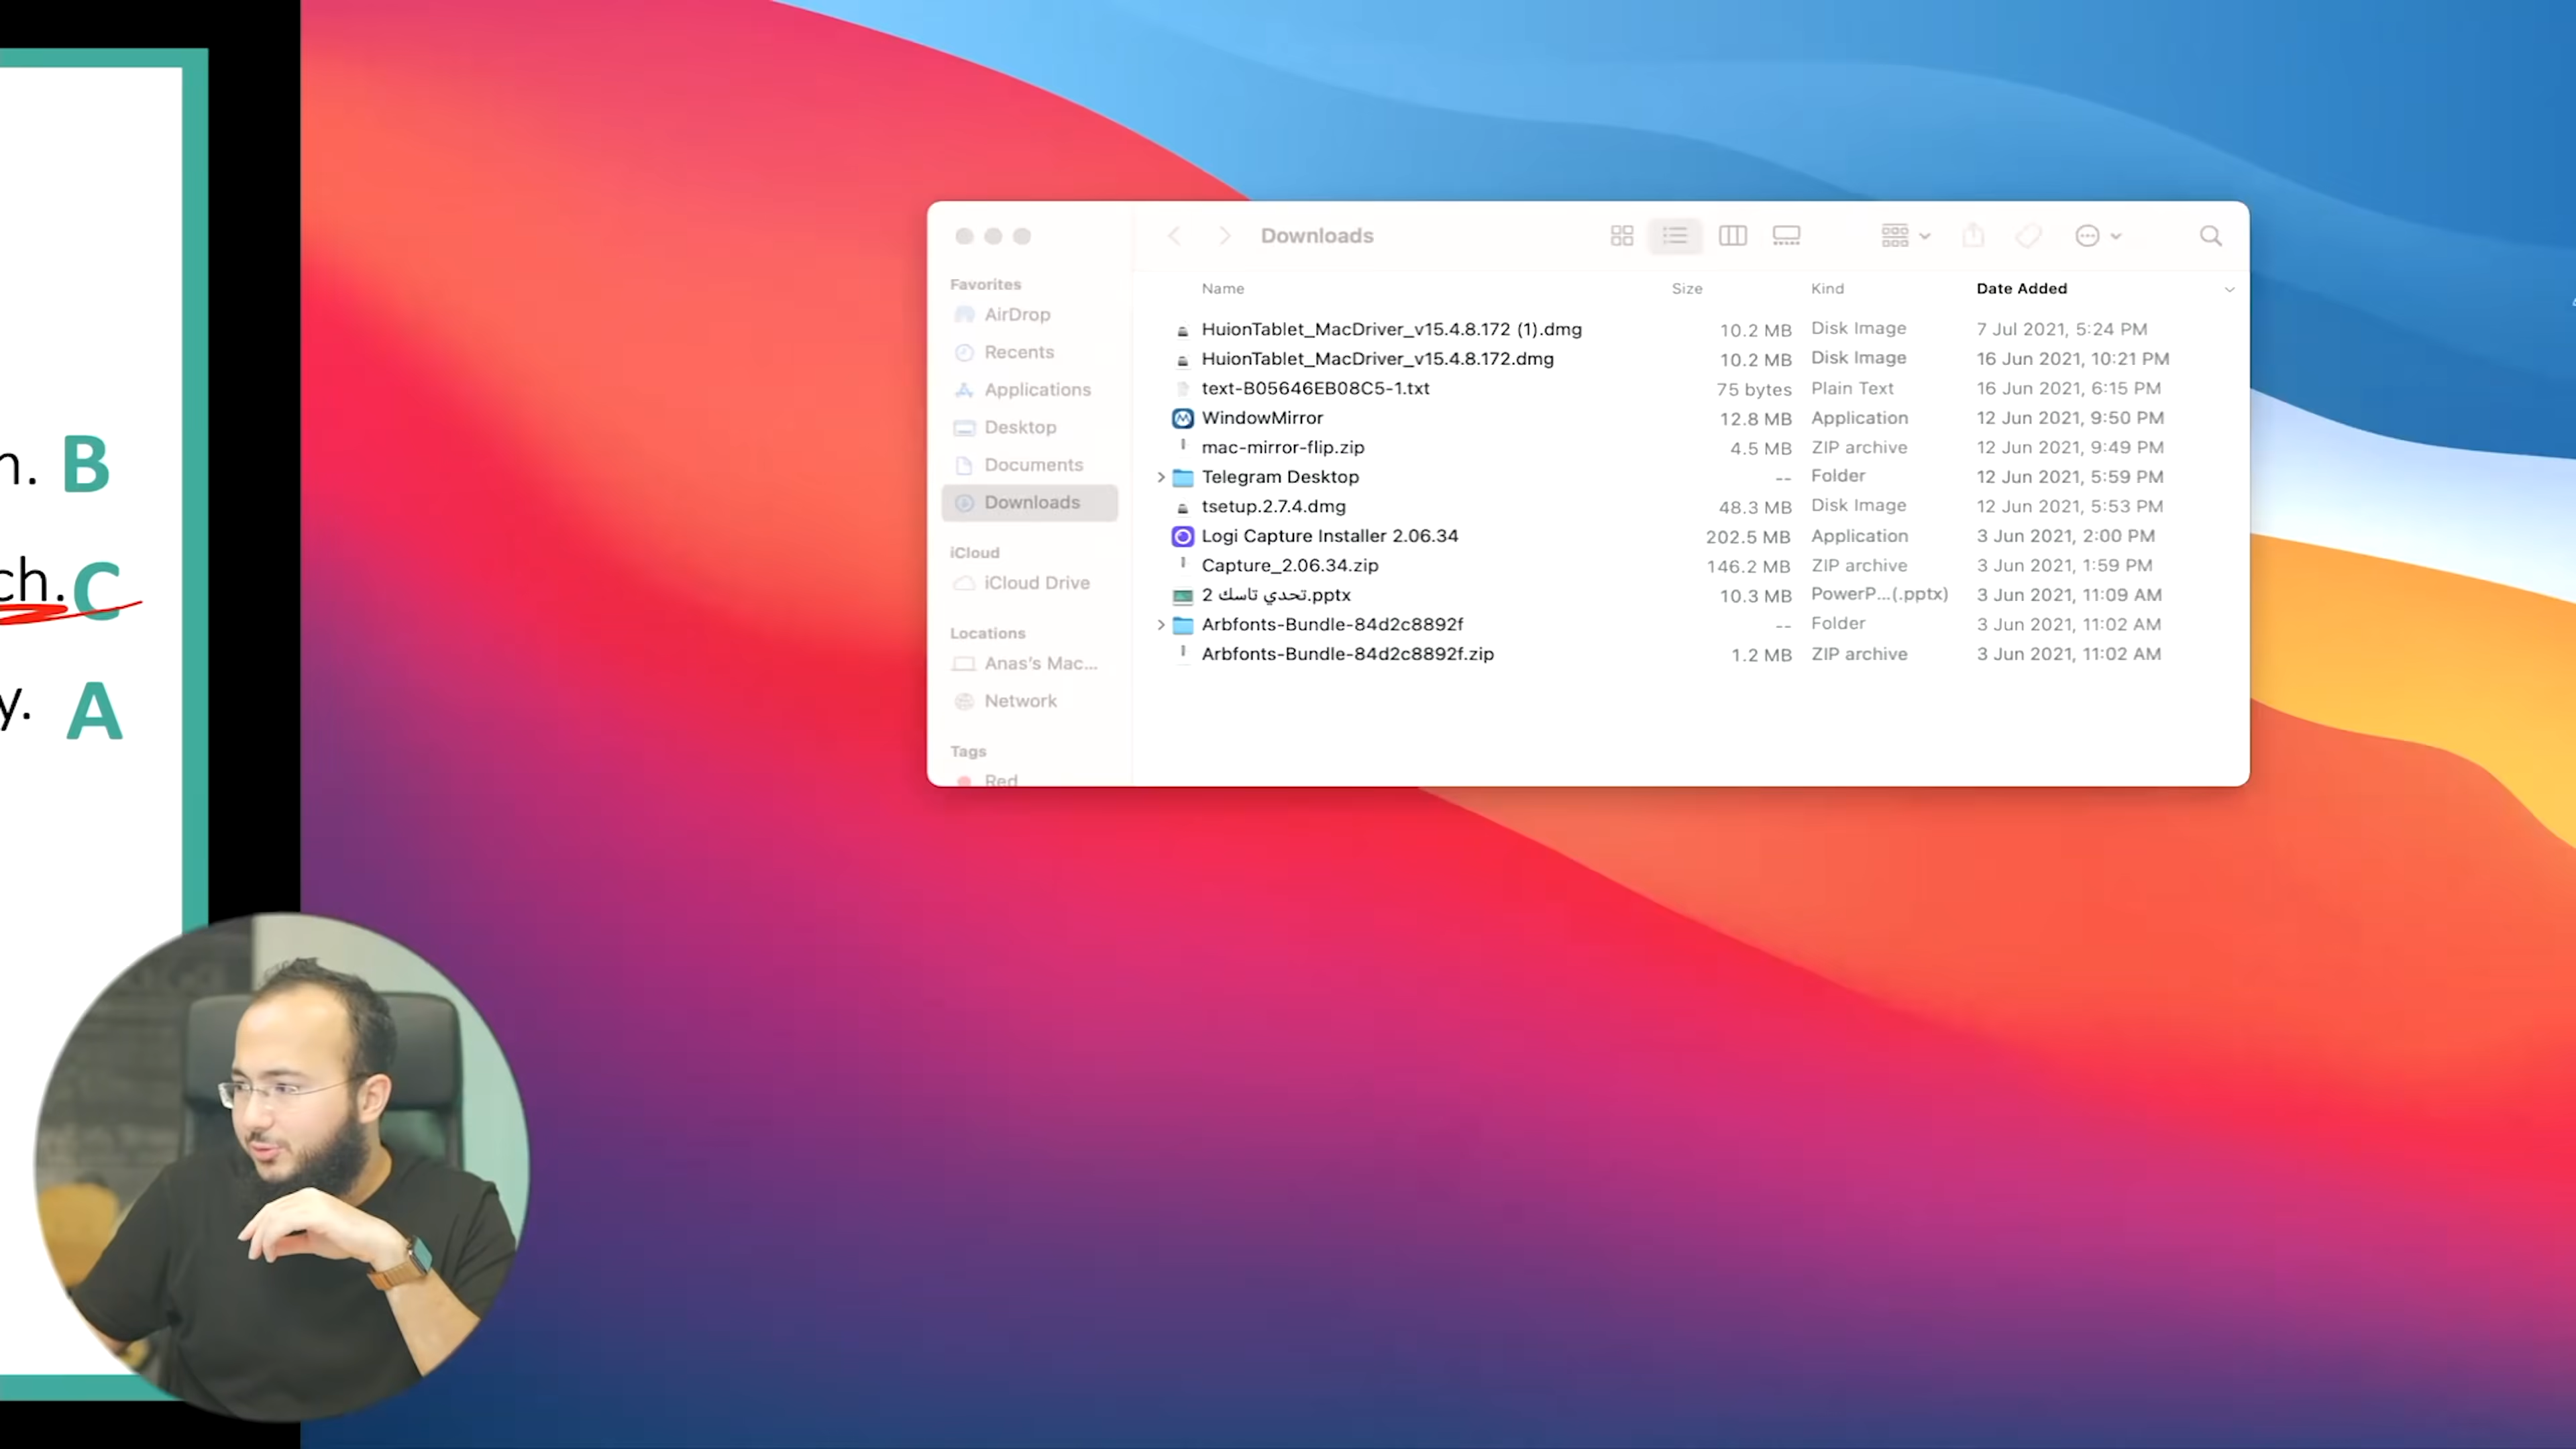 n. B
ch. C
y. A
Downloads
Favorites
AirDrop
Recents
Applications
Desktop
Documents
Downloads
iCloud
iCloud Drive
Locations
Anas's Mac...
Network
Tags
Red
Name Size Kind Date Added
HuionTablet_MacDriver_v15.4.8.172 (1).dmg 10.2 MB Disk Image 7 Jul 2021, 5:24 PM
HuionTablet_MacDriver_v15.4.8.172.dmg 10.2 MB Disk Image 16 Jun 2021, 10:21 PM
text-B05646EB08C5-1.txt 75 bytes Plain Text 16 Jun 2021, 6:15 PM
WindowMirror 12.8 MB Application 12 Jun 2021, 9:50 PM
mac-mirror-flip.zip 4.5 MB ZIP archive 12 Jun 2021, 9:49 PM
Telegram Desktop -- Folder 12 Jun 2021, 5:59 PM
tsetup.2.7.4.dmg 48.3 MB Disk Image 12 Jun 2021, 5:53 PM
Logi Capture Installer 2.06.34 202.5 MB Application 3 Jun 2021, 2:00 PM
Capture_2.06.34.zip 146.2 MB ZIP archive 3 Jun 2021, 1:59 PM
تحدي تاسك 2.pptx 10.3 MB PowerP...(.pptx) 3 Jun 2021, 11:09 AM
Arbfonts-Bundle-84d2c8892f -- Folder 3 Jun 2021, 11:02 AM
Arbfonts-Bundle-84d2c8892f.zip 1.2 MB ZIP archive 3 Jun 2021, 11:02 AM